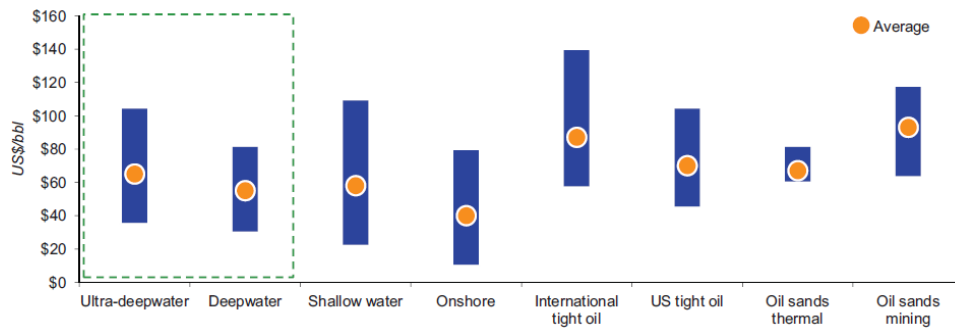 $160
$140
$120
$100
$80
$60
$40
$20
$0
US$/bbl
Average
Ultra-deepwater
Deepwater
Shallow water
Onshore
International
tight oil
US tight oil
Oil sands
thermal
Oil sands
mining